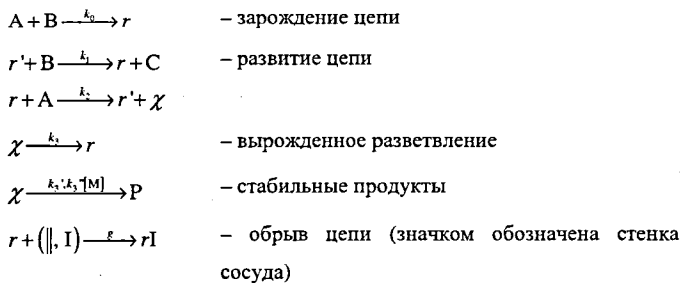 A + B —k₀→ r – зарождение цепи
r' + B —k₁→ r + C – развитие цепи
r + A —k₂→ r' + χ
χ —k₃→ r – вырожденное разветвление
χ —k₃', k₃''[M]→ P – стабильные продукты
r + (||, I) —g→ rI – обрыв цепи (значком обозначена стенка
сосуда)